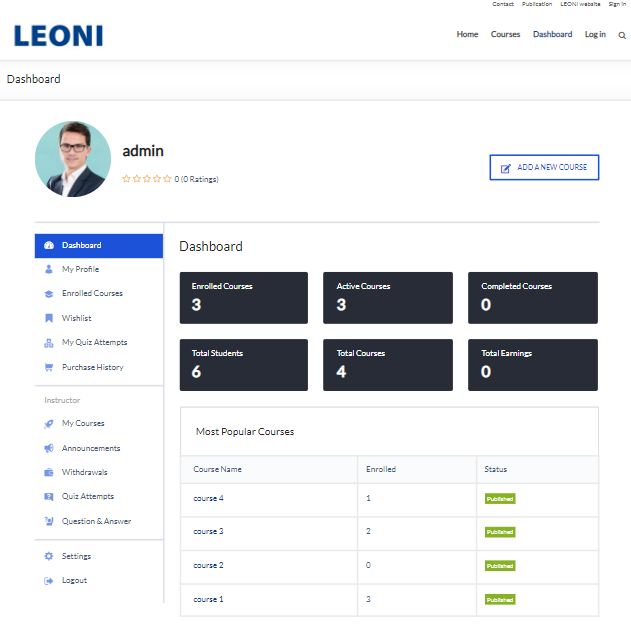 Contact Publication LEONI website Sign in
LEONI
Home Courses Dashboard Log in
Dashboard
admin
0 (0 Ratings)
ADD A NEW COURSE
Dashboard
My Profile
Enrolled Courses
Wishlist
My Quiz Attempts
Purchase History
Instructor
My Courses
Announcements
Withdrawals
Quiz Attempts
Question & Answer
Settings
Logout
Dashboard
Enrolled Courses
3
Active Courses
3
Completed Courses
0
Total Students
6
Total Courses
4
Total Earnings
0
Most Popular Courses
Course Name Enrolled Status
course 4 1 Published
course 3 2 Published
course 2 0 Published
course 1 3 Published